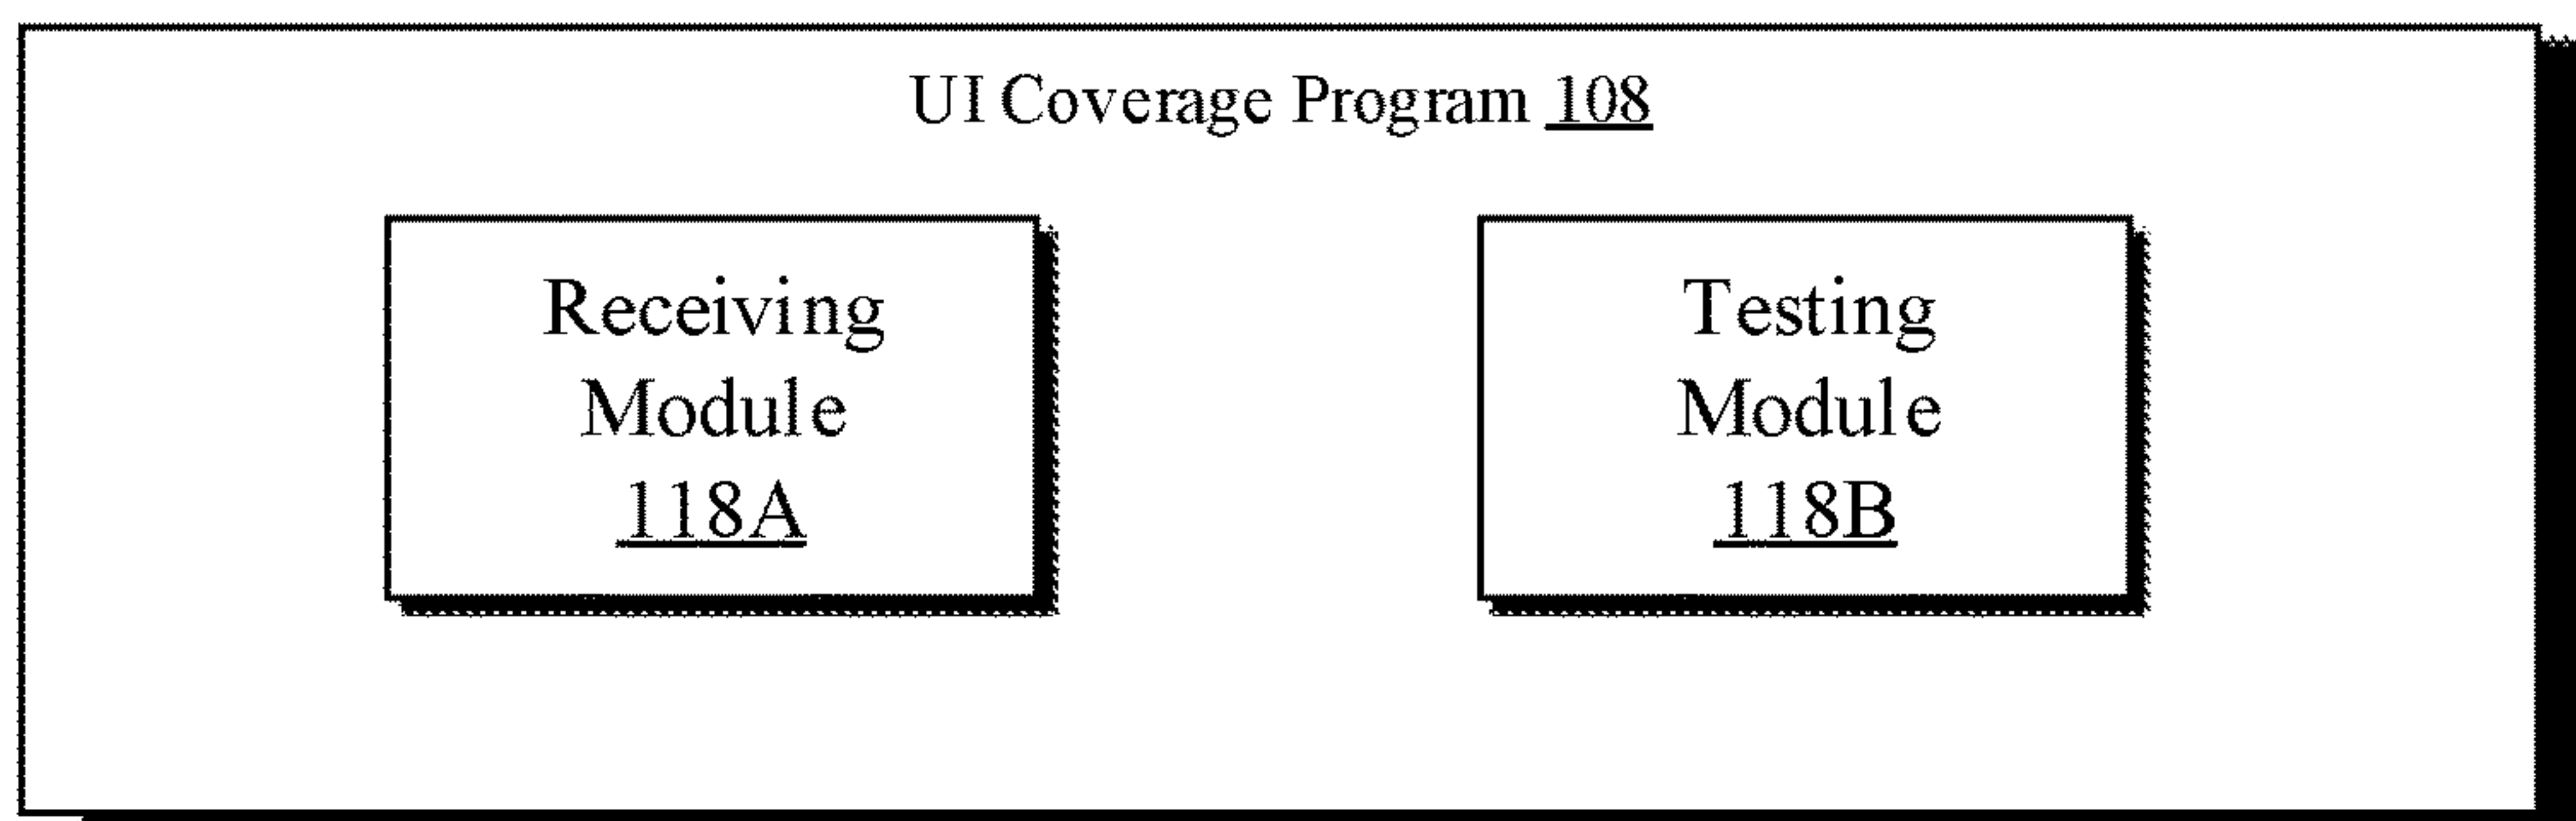 UI Coverage Program 108
Receiving
Module
118A
Testing
Module
118B